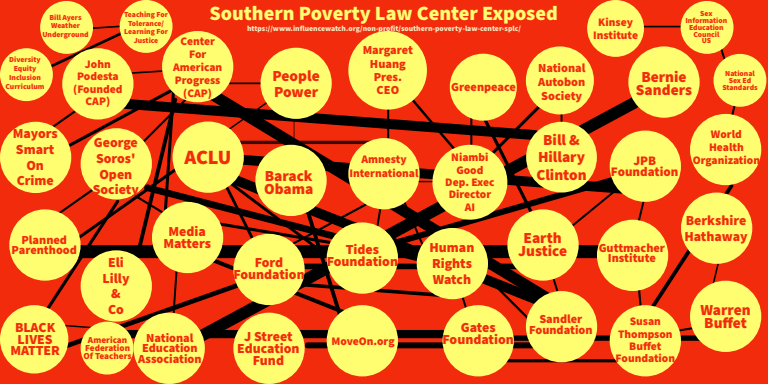 Southern Poverty Law Center Exposed
https://www.influencewatch.org/non-profit/southern-poverty-law-center-splc/
Bill Ayers
Weather
Underground
Teaching For
Tolerance/
Learning For
Justice
Kinsey
Institute
Sex
Information
Education
Council
US
Diversity
Equity
Inclusion
Curriculum
John
Podesta
(Founded
CAP)
Center
For
American
Progress
(CAP)
People
Power
Margaret
Huang
Pres.
CEO
Greenpeace
National
Autobon
Society
Bernie
Sanders
National
Sex Ed
Standards
Mayors
Smart
On
Crime
George
Soros'
Open
Society
ACLU
Barack
Obama
Amnesty
International
Niambi
Good
Dep. Exec
Director
AI
Bill &
Hillary
Clinton
JPB
Foundation
World
Health
Organization
Planned
Parenthood
Eli
Lilly
&
Co
Media
Matters
Ford
Foundation
Tides
Foundation
Human
Rights
Watch
Earth
Justice
Guttmacher
Institute
Berkshire
Hathaway
BLACK
LIVES
MATTER
American
Federation
Of Teachers
National
Education
Association
J Street
Education
Fund
MoveOn.org
Gates
Foundation
Sandler
Foundation
Susan
Thompson
Buffet
Foundation
Warren
Buffet